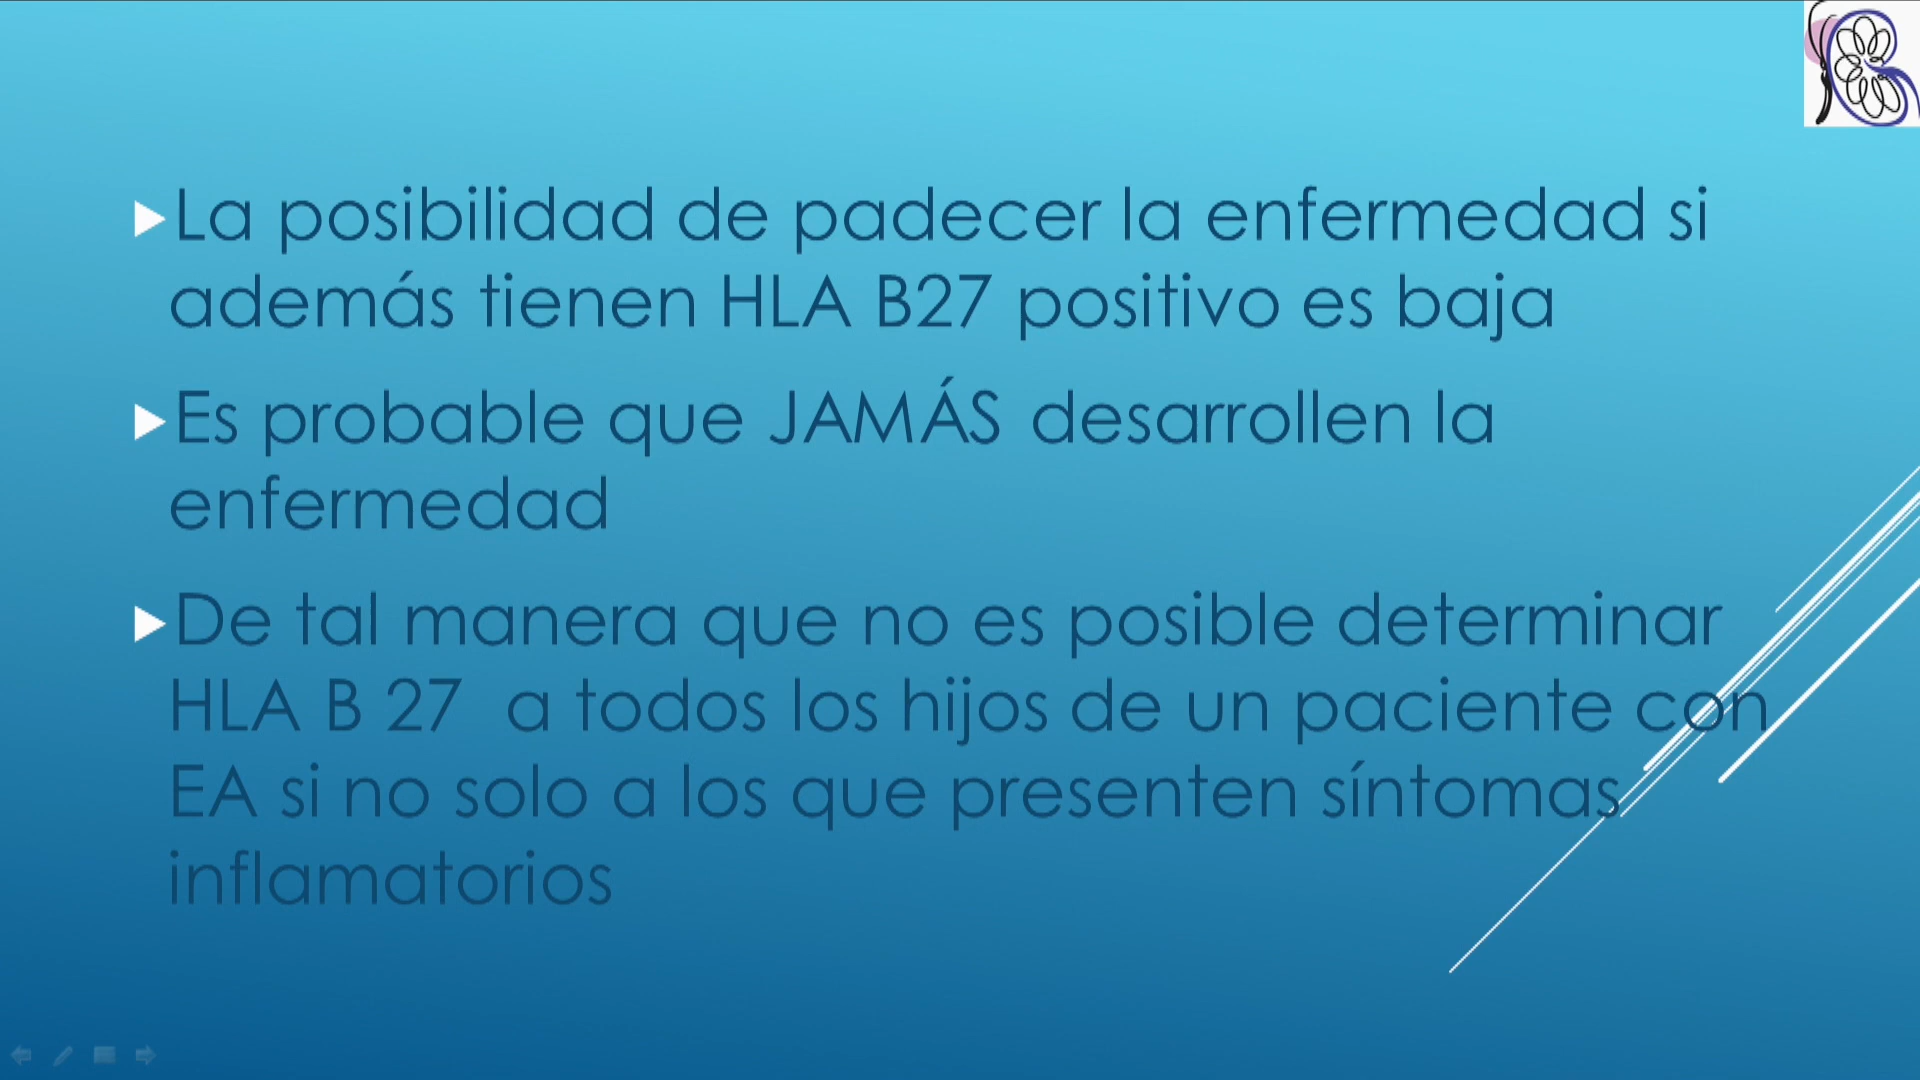 La posibilidad de padecer la enfermedad si
además tienen HLA B27 positivo es baja
Es probable que JAMÁS desarrollen la
enfermedad
De tal manera que no es posible determinar
HLA B 27 a todos los hijos de un paciente con
EA si no solo a los que presenten síntomas
inflamatorios